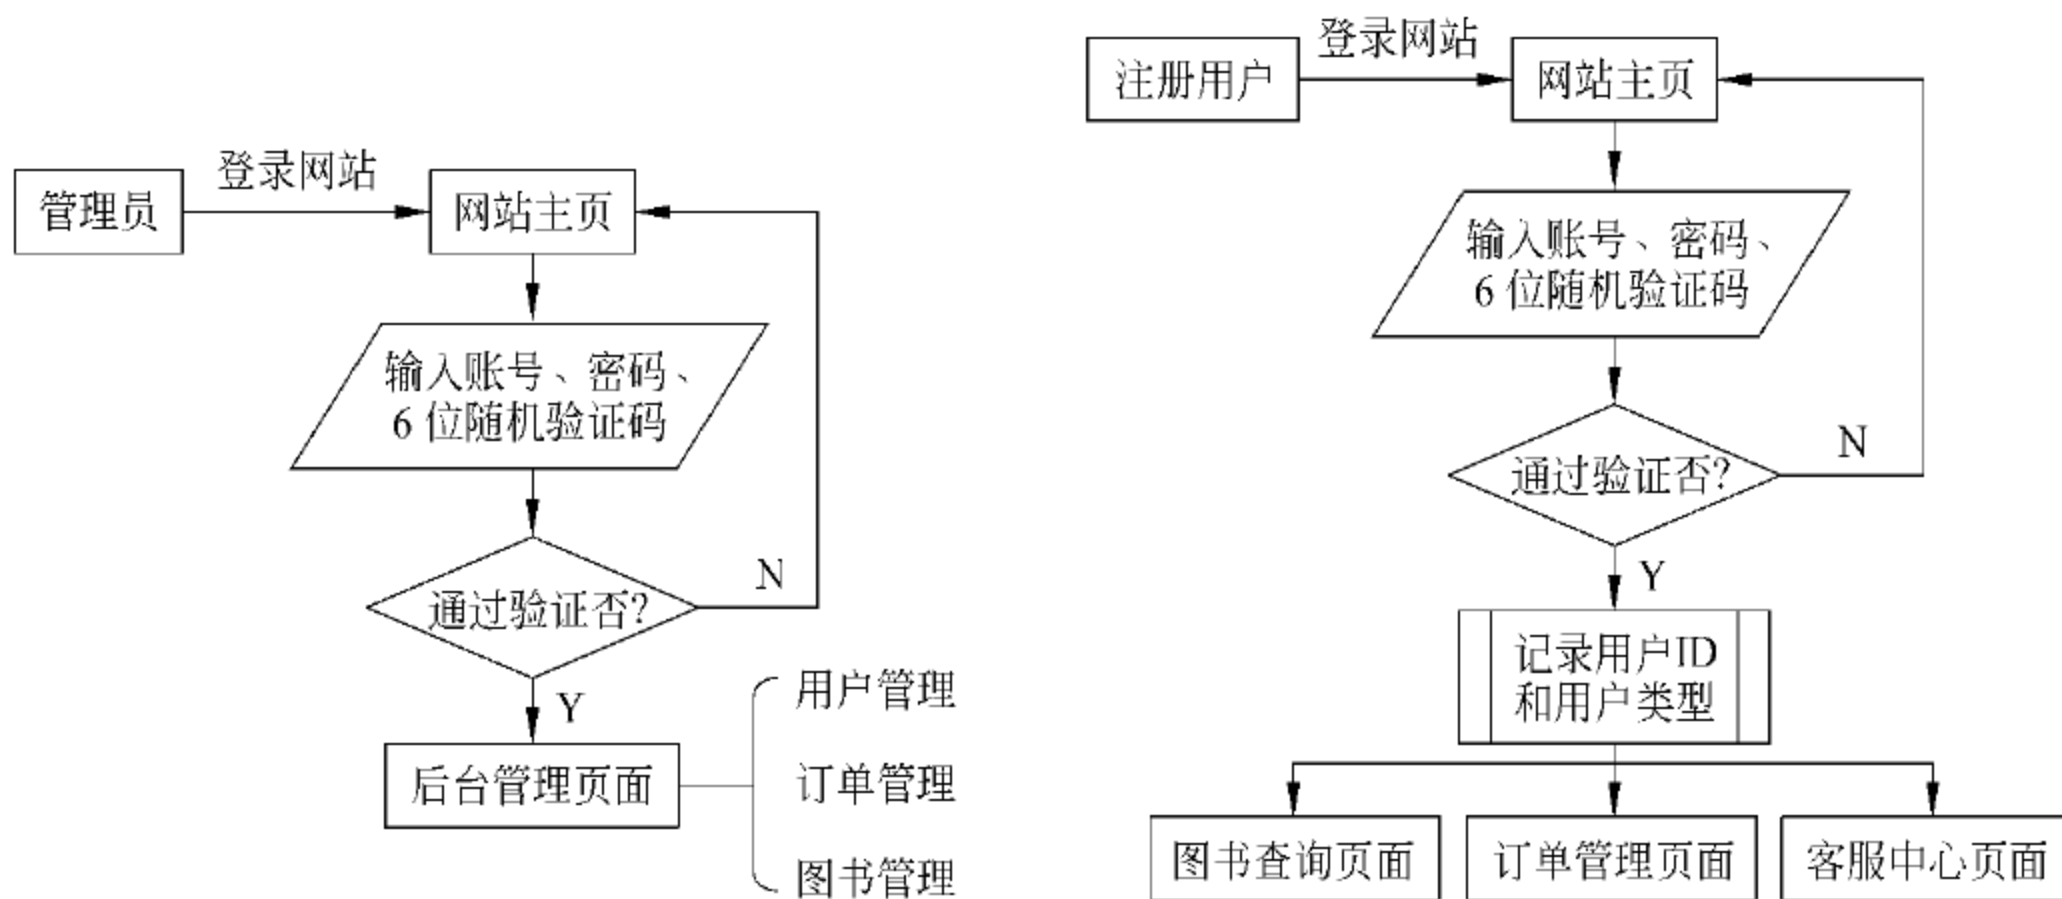 登录网站
管理员
网站主页
输入账号、密码、
6 位随机验证码
通过验证否?
N
Y
后台管理页面
用户管理
订单管理
图书管理
登录网站
注册用户
网站主页
输入账号、密码、
6 位随机验证码
通过验证否?
N
Y
记录用户ID
和用户类型
图书查询页面
订单管理页面
客服中心页面